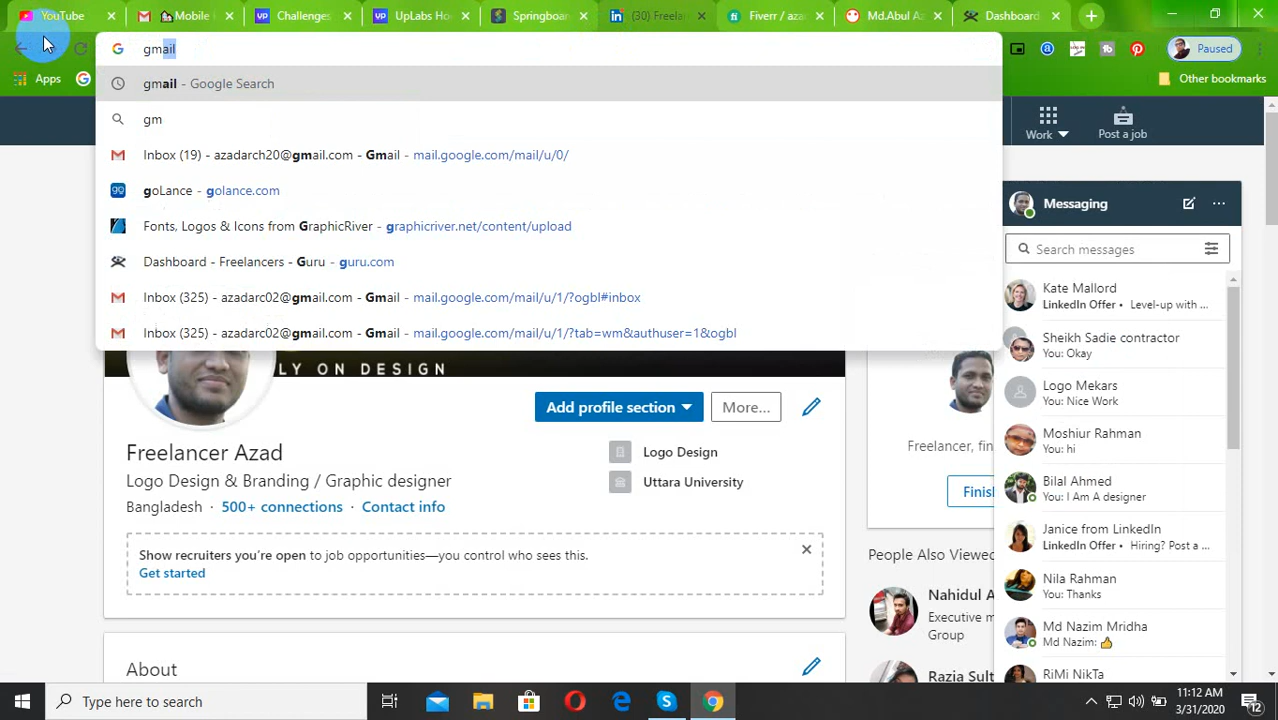 YouTube
Mobile
Challenges
UpLabs Ho
Springboar
(30) Freela
Fiverr / aza
Md.Abul Az
Dashboard
gmail
Paused
Apps
Other bookmarks
gmail - Google Search
gm
Inbox (19) - azadarch20@gmail.com - Gmail - mail.google.com/mail/u/0/
goLance - golance.com
Fonts, Logos & Icons from GraphicRiver - graphicriver.net/content/upload
Dashboard - Freelancers - Guru - guru.com
Inbox (325) - azadarc02@gmail.com - Gmail - mail.google.com/mail/u/1/?ogbl#inbox
Inbox (325) - azadarc02@gmail.com - Gmail - mail.google.com/mail/u/1/?tab=wm&authuser=1&ogbl
Work
Post a job
LY ON DESIGN
Add profile section
More...
Freelancer Azad
Logo Design & Branding / Graphic designer
Bangladesh · 500+ connections · Contact info
Logo Design
Uttara University
Show recruiters you're open to job opportunities—you control who sees this.
Get started
About
Freelancer, fin
Finis
People Also Viewed
Nahidul A
Executive m
Group
Razia Sult
Messaging
Search messages
Kate Mallord
LinkedIn Offer • Level-up with ...
Sheikh Sadie contractor
You: Okay
Logo Mekars
You: Nice Work
Moshiur Rahman
You: hi
Bilal Ahmed
You: I Am A designer
Janice from LinkedIn
LinkedIn Offer • Hiring? Post a ...
Nila Rahman
You: Thanks
Md Nazim Mridha
Md Nazim: 👍
RiMi NikTa
Type here to search
11:12 AM
3/31/2020
12